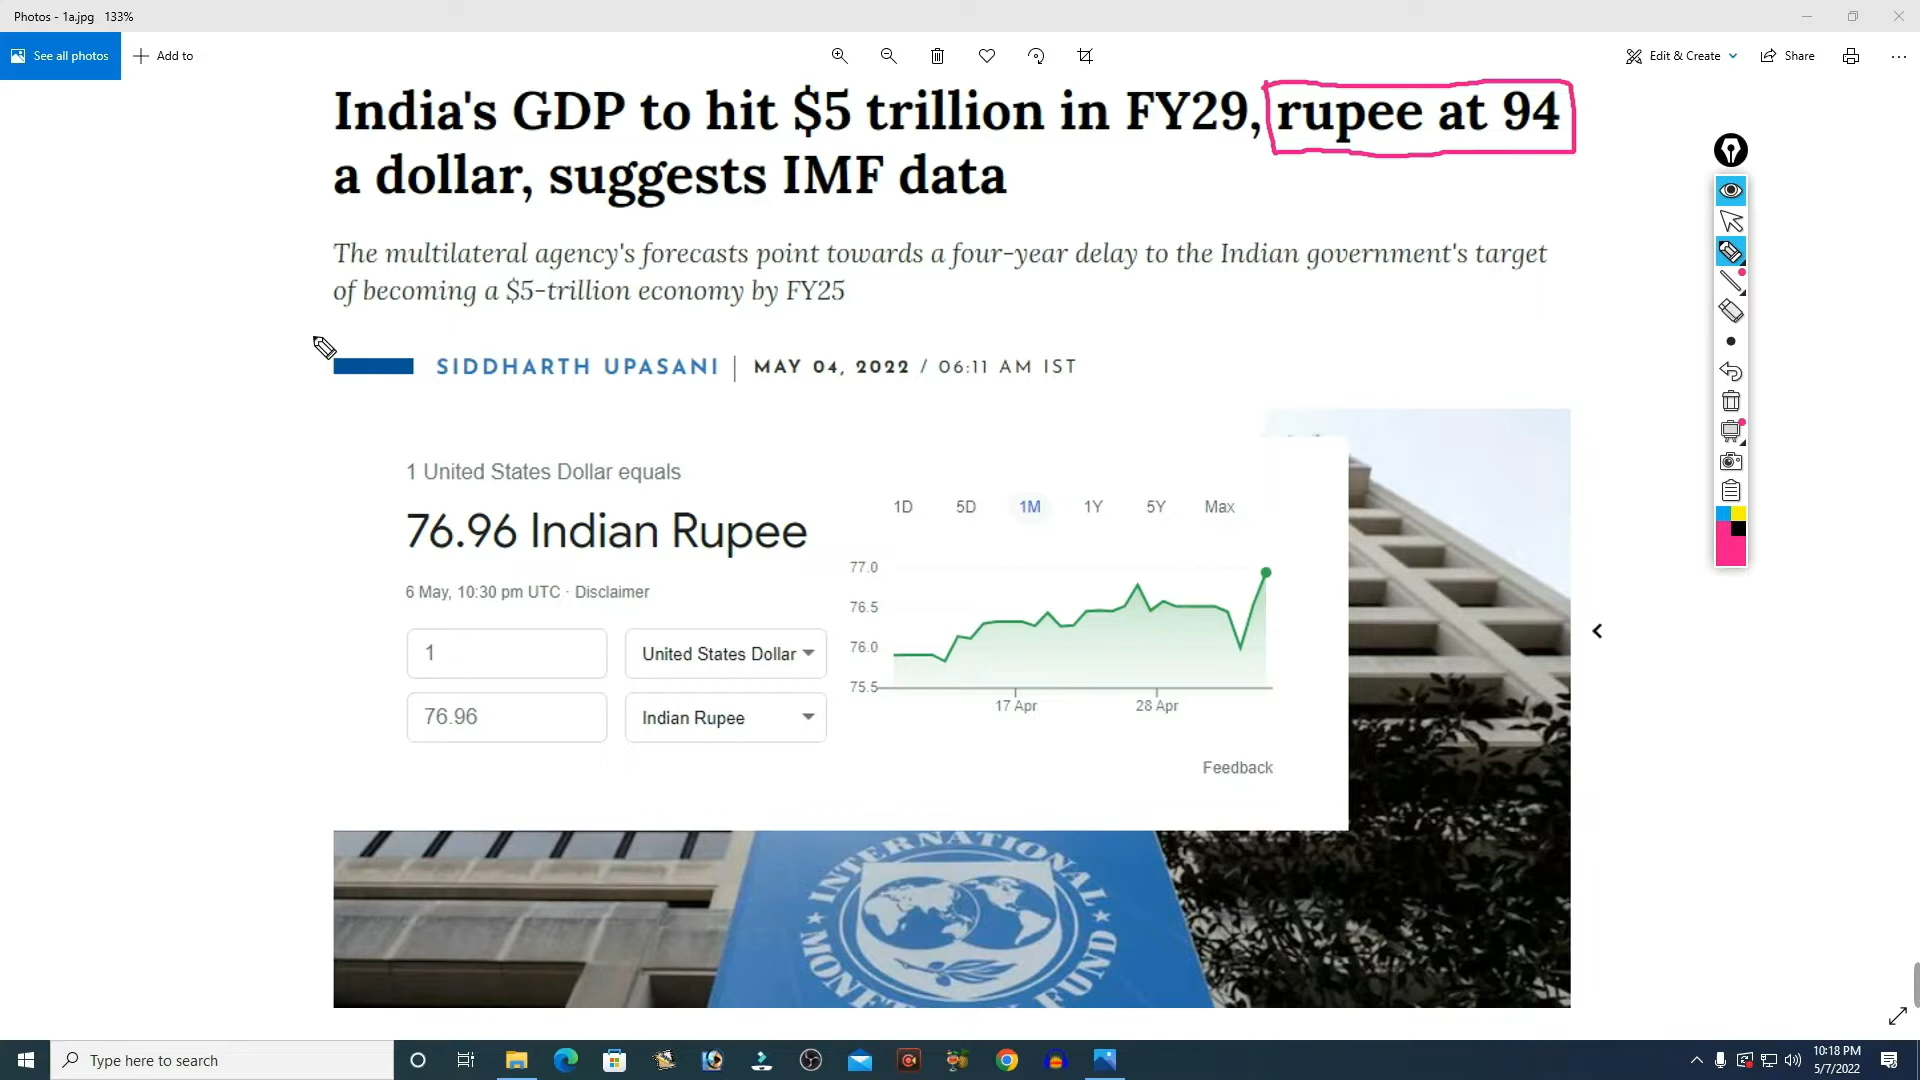 Photos - 1a.jpg 133%
See all photos
Add to
Edit & Create
Share
India's GDP to hit $5 trillion in FY29, rupee at 94
a dollar, suggests IMF data
The multilateral agency's forecasts point towards a four-year delay to the Indian government's target
of becoming a $5-trillion economy by FY25
SIDDHARTH UPASANI | MAY 04, 2022 / 06:11 AM IST
1 United States Dollar equals
76.96 Indian Rupee
6 May, 10:30 pm UTC · Disclaimer
1
United States Dollar
76.96
Indian Rupee
1D 5D 1M 1Y 5Y Max
77.0
76.5
76.0
75.5
17 Apr 28 Apr
Feedback
INTERNATIONAL
MONETARY FUND
Type here to search
10:18 PM
5/7/2022